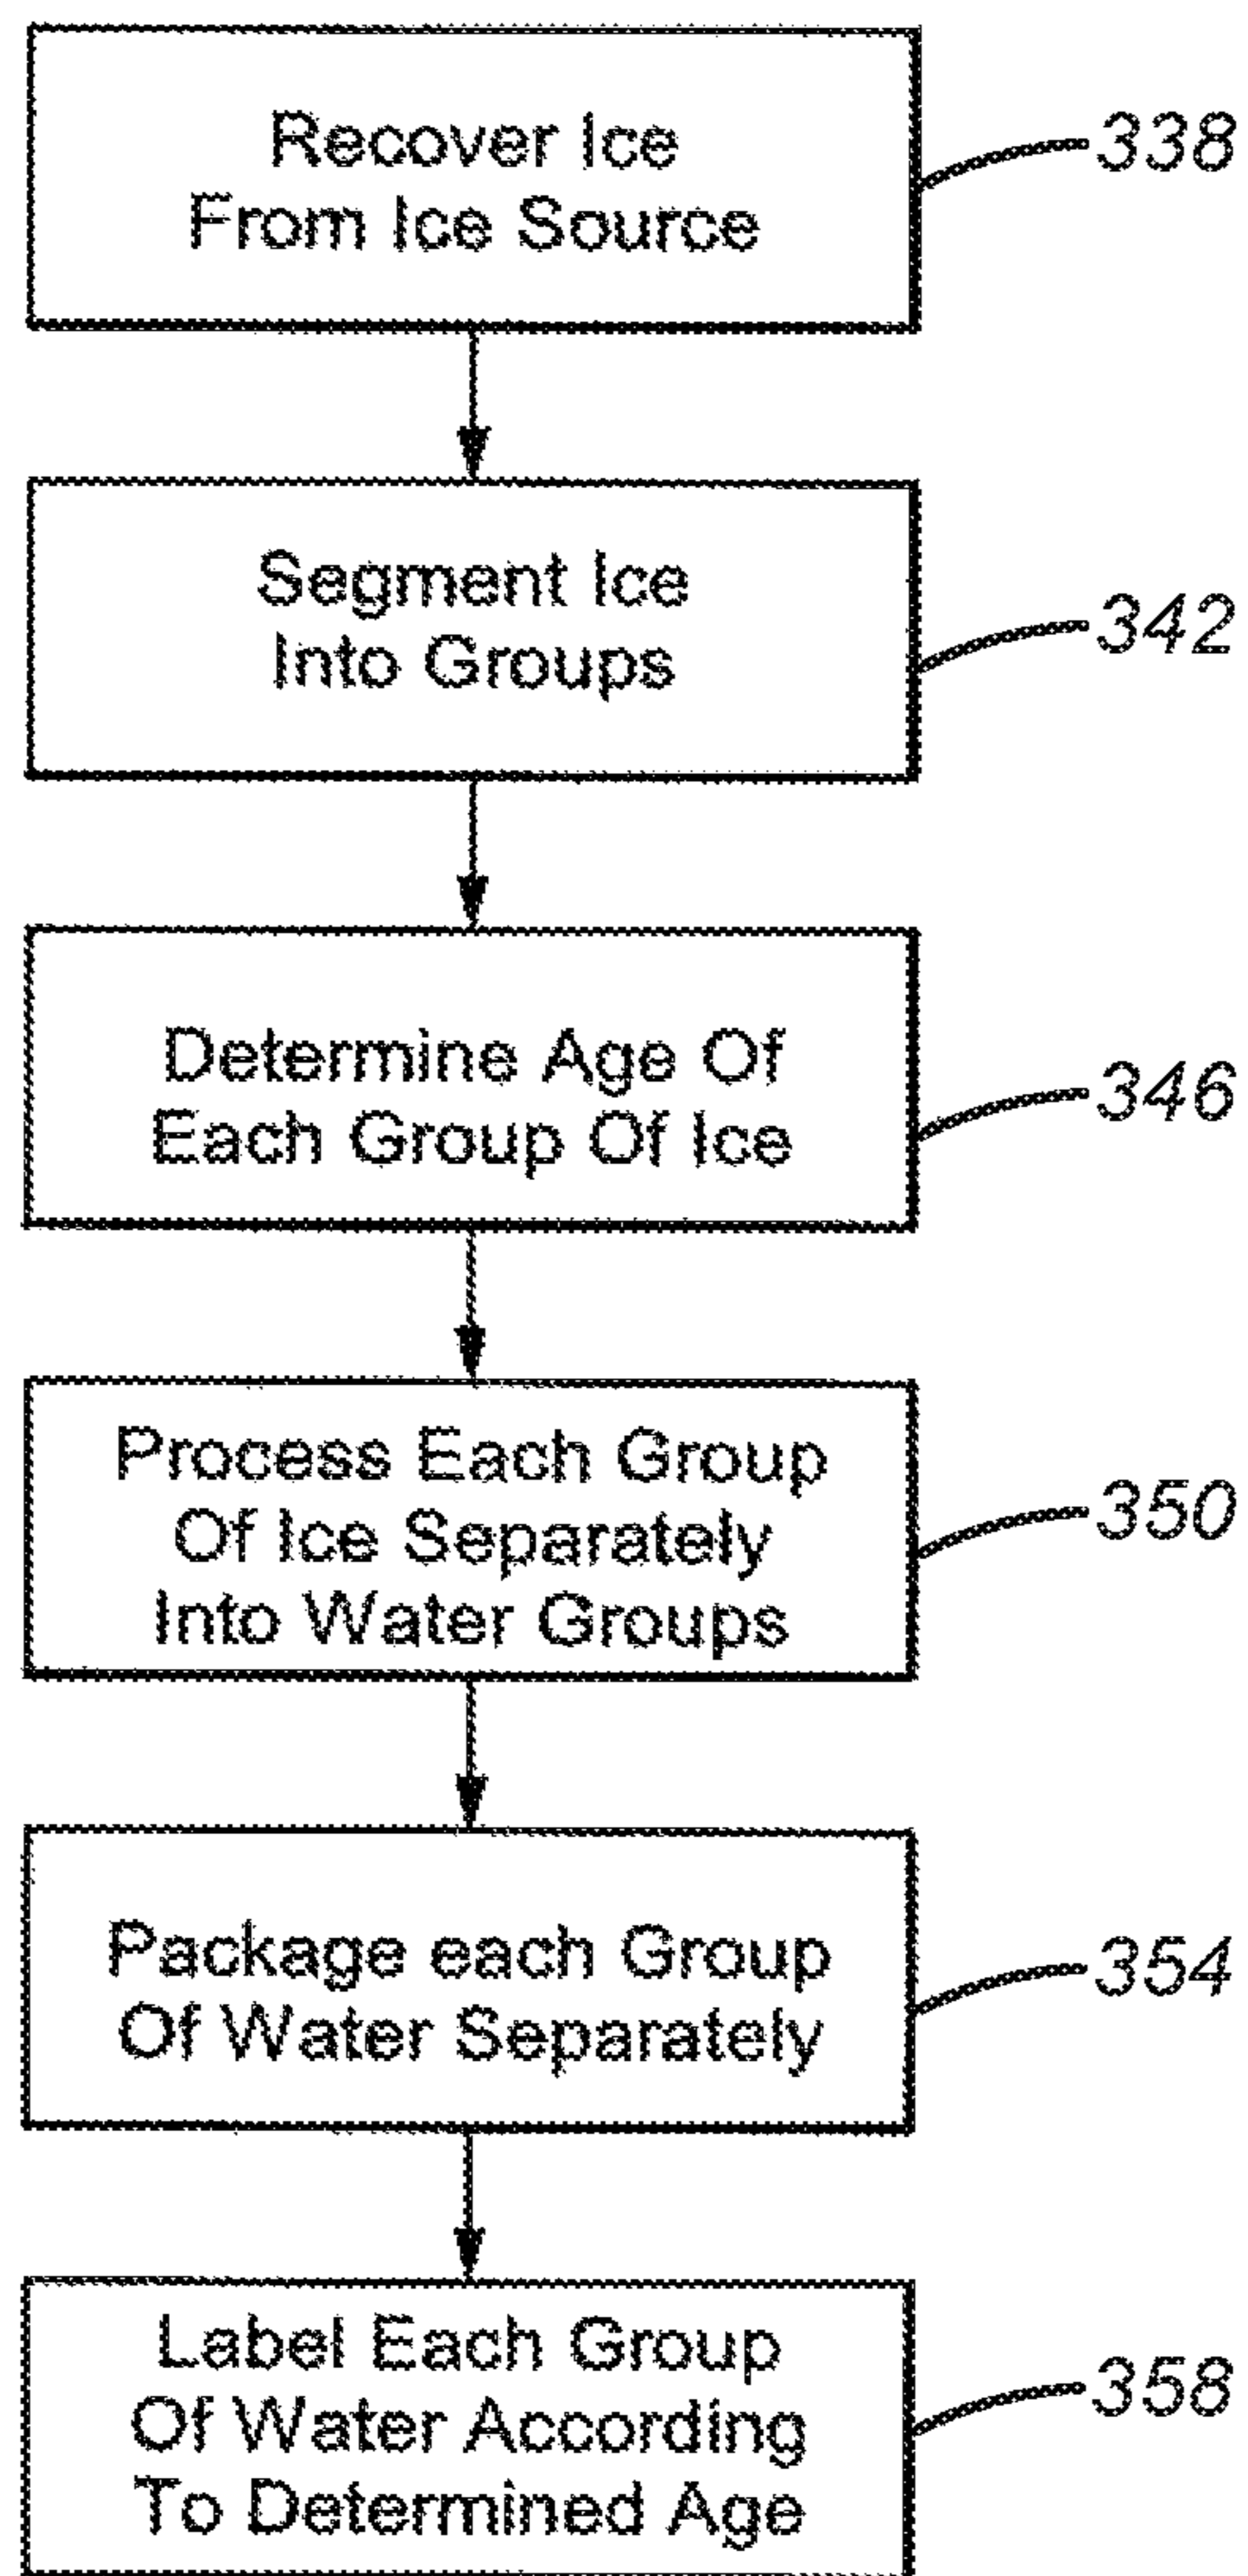 Recover Ice
From Ice Source
338
Segment Ice
Into Groups
342
Determine Age Of
Each Group Of Ice
346
Process Each Group
Of Ice Separately
Into Water Groups
350
Package each Group
Of Water Separately
354
Label Each Group
Of Water According
To Determined Age
358